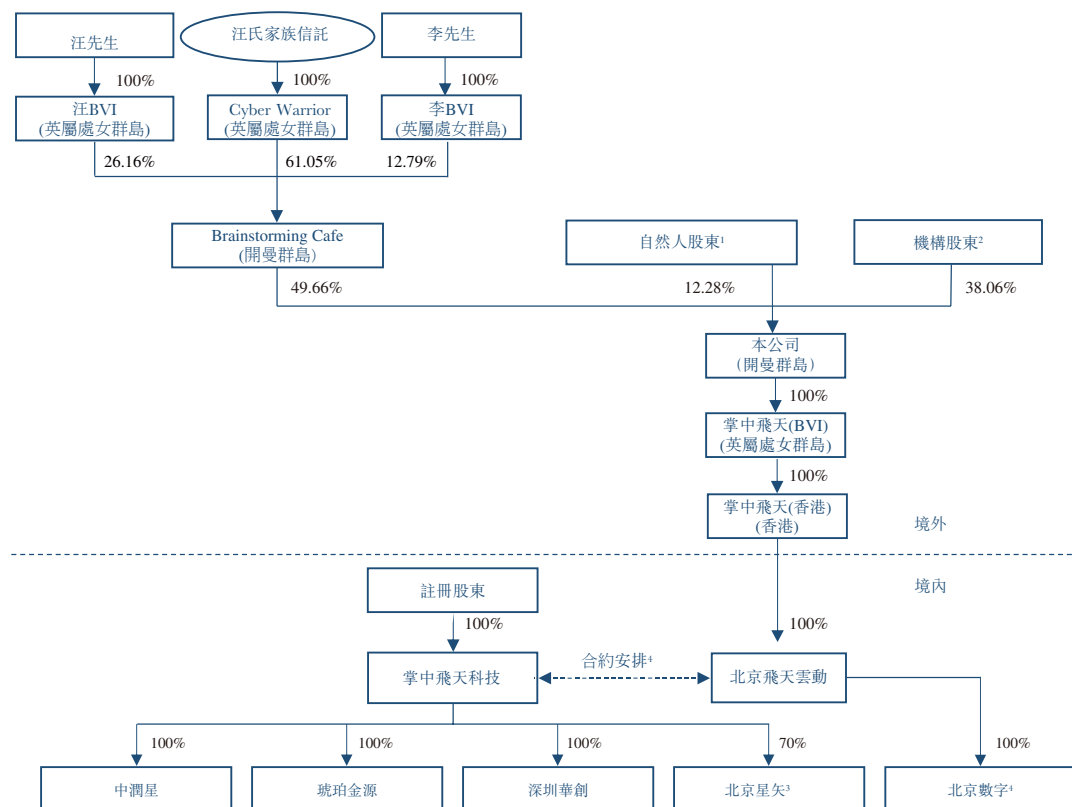 汪先生
汪氏家族信託
李先生
100%
100%
100%
汪BVI
(英屬處女群島)
Cyber Warrior
(英屬處女群島)
李BVI
(英屬處女群島)
26.16%
61.05%
12.79%
Brainstorming Cafe
(開曼群島)
自然人股東1
機構股東2
49.66%
12.28%
38.06%
本公司
(開曼群島)
100%
掌中飛天(BVI)
(英屬處女群島)
100%
掌中飛天(香港)
(香港)
境外
境內
註冊股東
100%
100%
掌中飛天科技
合約安排4
北京飛天雲動
100%
100%
100%
70%
100%
中潤星
琥珀金源
深圳華創
北京星矢3
北京數字4